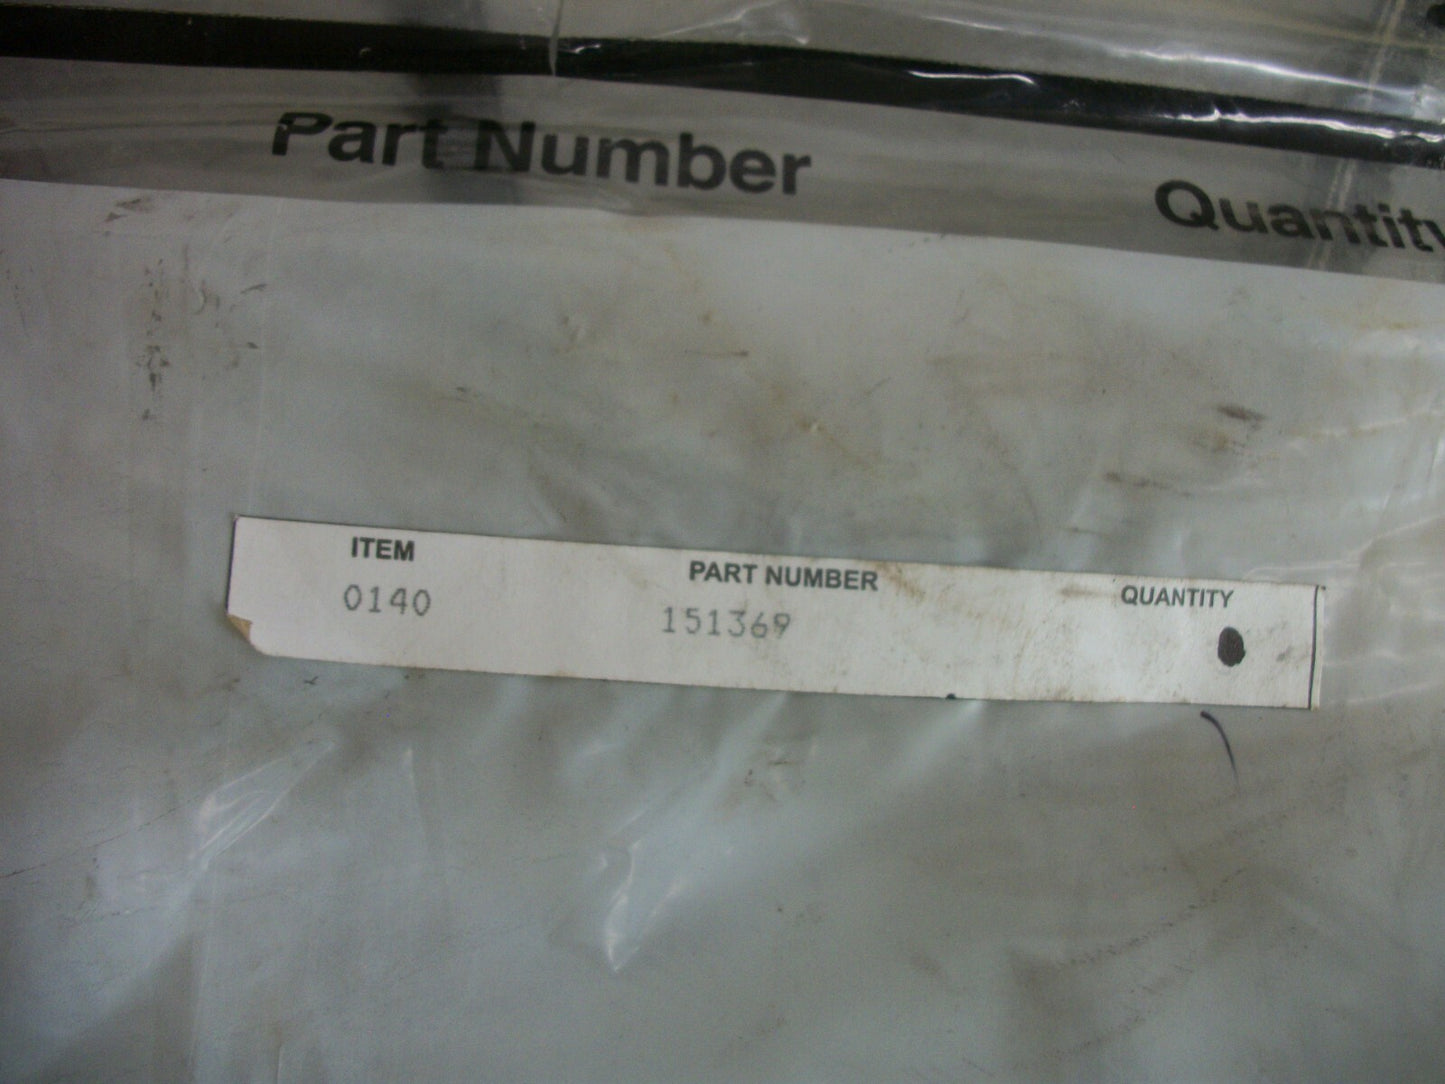 Part Number Quantity
ITEM PART NUMBER QUANTITY
0140 151369